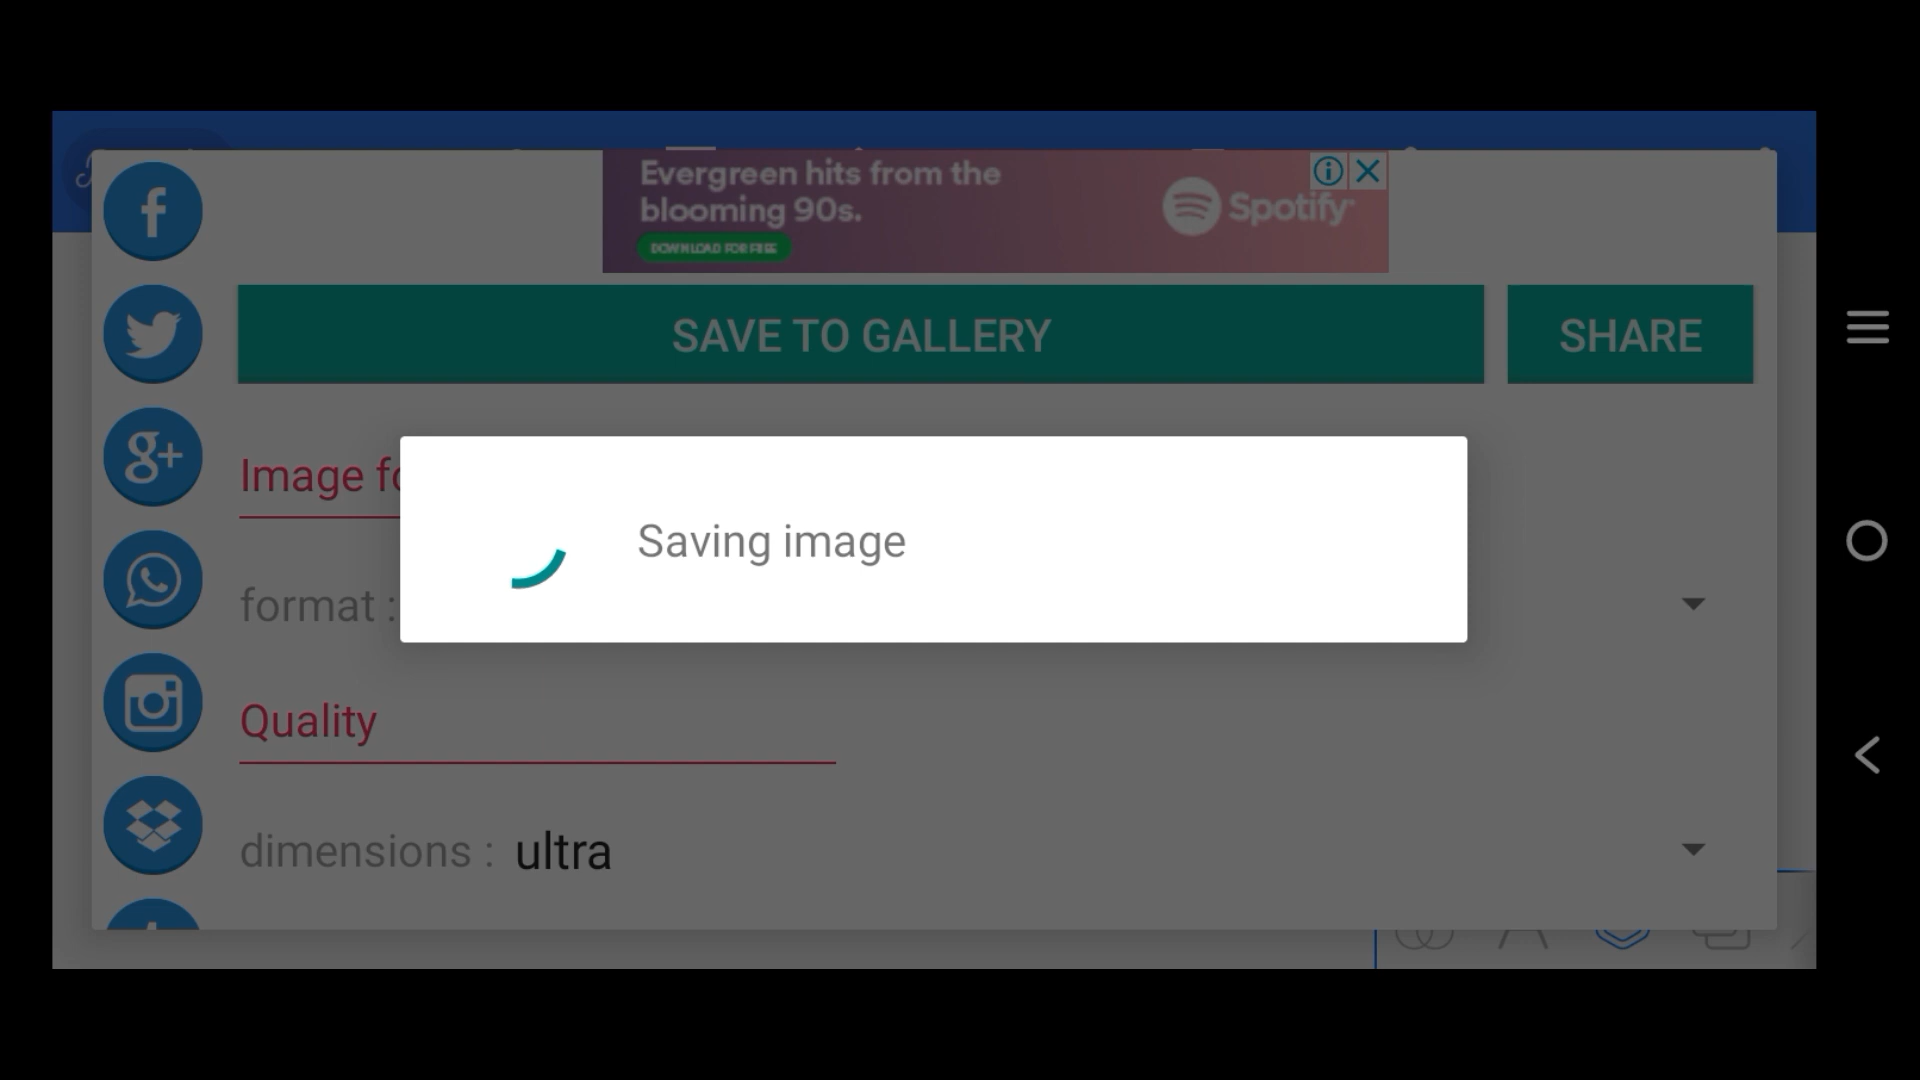 Evergreen hits from the
blooming 90s.
DOWNLOAD FOR FREE
Spotify
SAVE TO GALLERY
SHARE
Image fo
Saving image
format :
Quality
dimensions : ultra